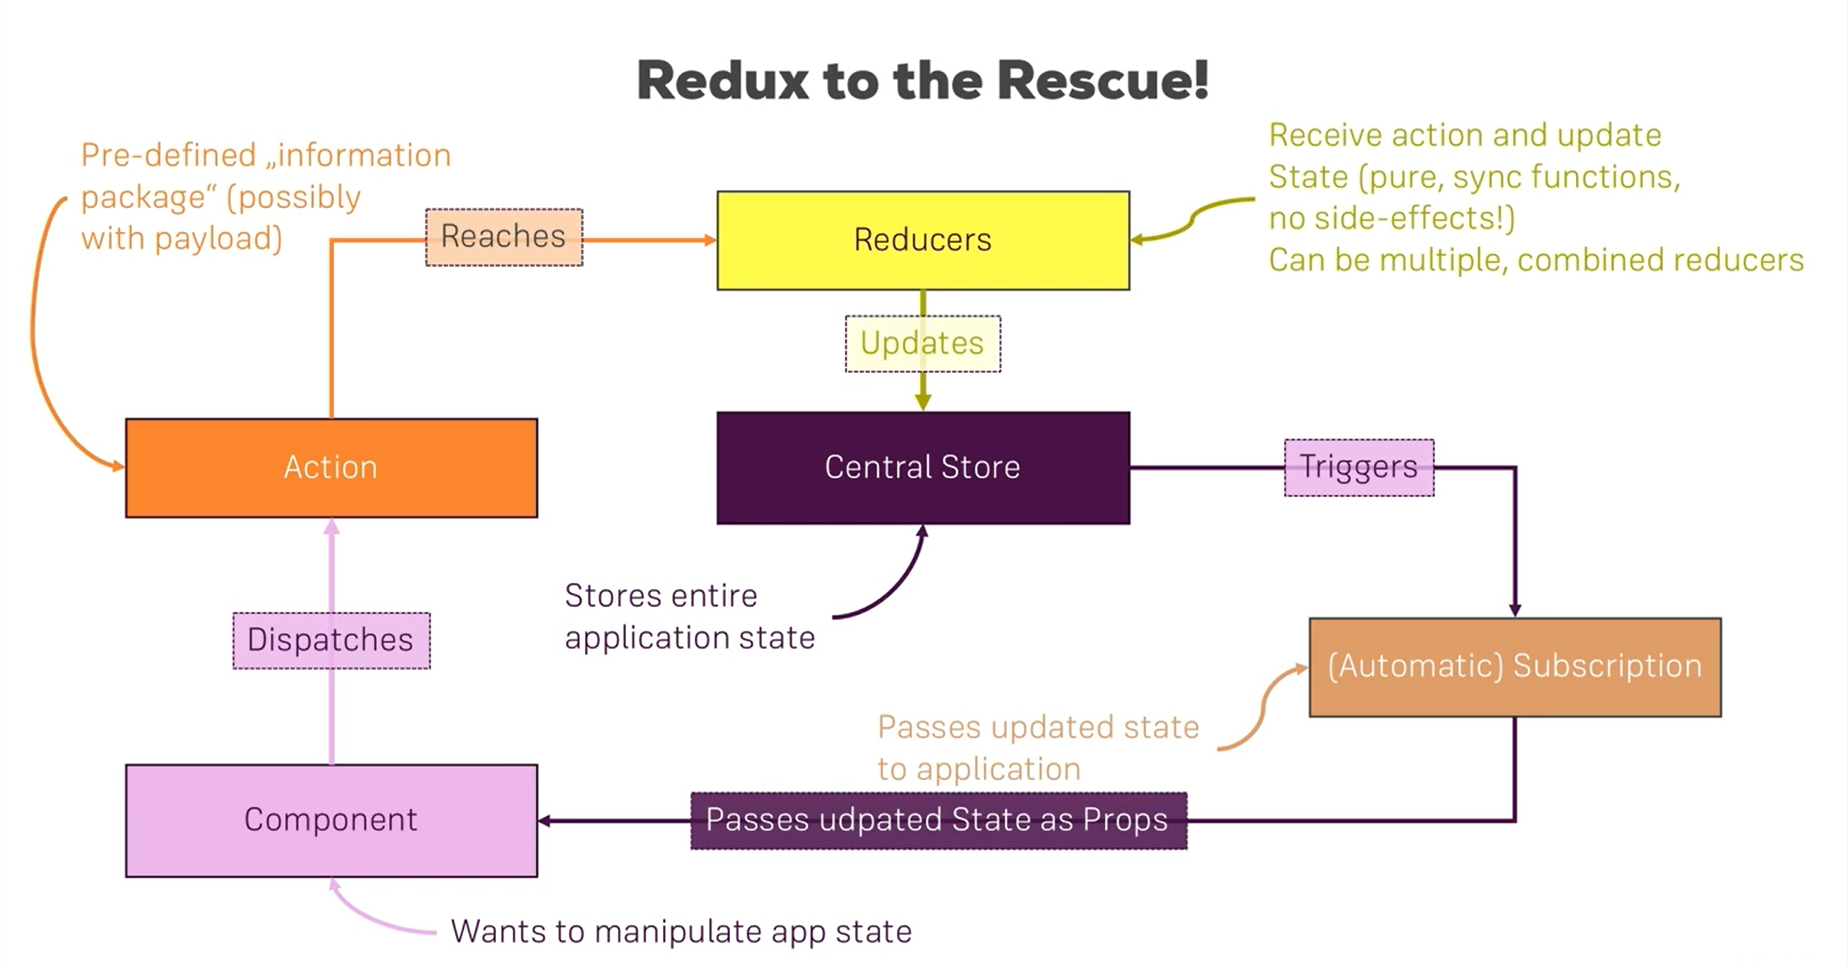 Redux to the Rescue!
Pre-defined „information
package“ (possibly
with payload)
Reaches
Reducers
Receive action and update
State (pure, sync functions,
no side-effects!)
Can be multiple, combined reducers
Updates
Action
Central Store
Triggers
Stores entire
application state
Dispatches
(Automatic) Subscription
Passes updated state
to application
Component
Passes udpated State as Props
Wants to manipulate app state